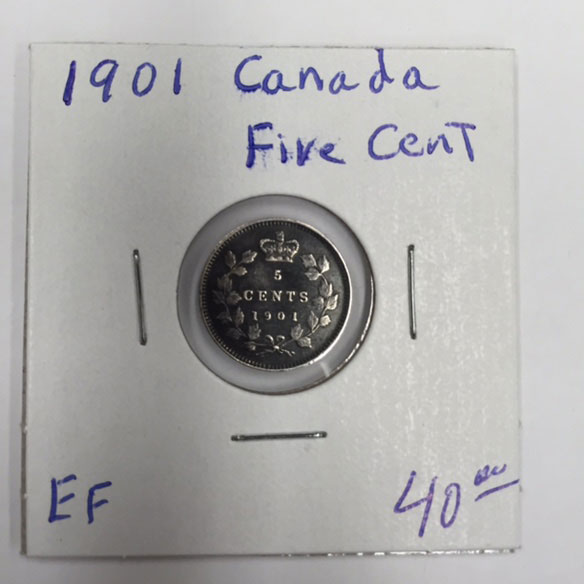 1901 Canada
Five Cent
5
CENTS
1901
EF 40.00